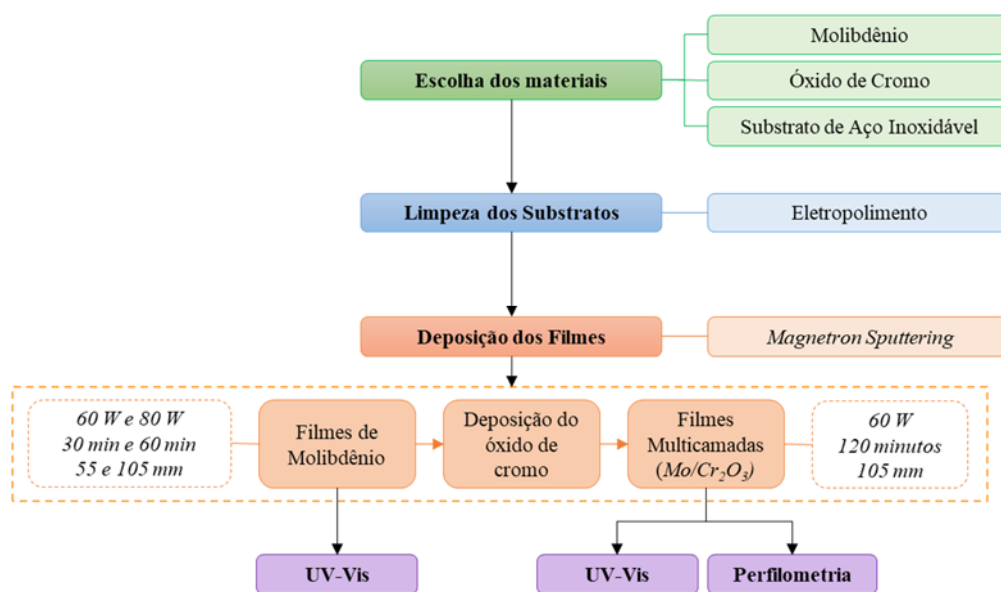 Molibdênio
Escolha dos materiais
Óxido de Cromo
Substrato de Aço Inoxidável
Limpeza dos Substratos
Eletropolimento
Deposição dos Filmes
Magnetron Sputtering
60 W e 80 W
30 min e 60 min
55 e 105 mm
Filmes de
Molibdênio
Deposição do
óxido de
cromo
Filmes
Multicamadas
(Mo/Cr₂O₃)
60 W
120 minutos
105 mm
UV-Vis
UV-Vis
Perfilometria